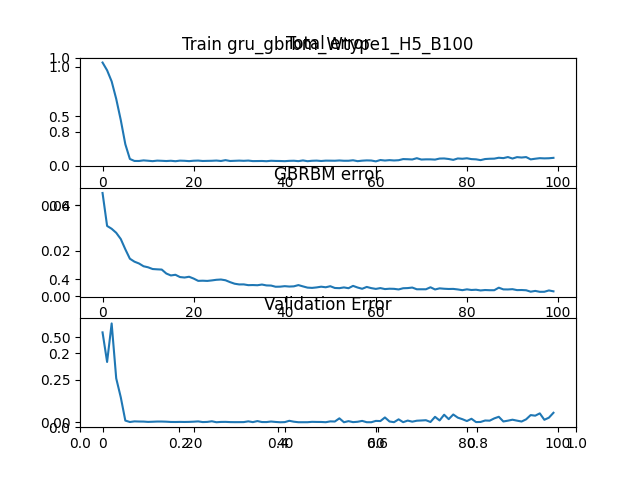 Train gru_gbrbm_Wtype1_H5_B100
Total error
1.0
1.0
0.5
0.8
0.0
0 20 40 60 80 100
GBRBM error
0.04
0.6
0.02
0.4
0.00
0 20 40 60 80 100
Validation Error
0.50
0.2
0.25
0.00
0.0
0 20 40 60 80 100
0.0 0.2 0.4 0.6 0.8 1.0